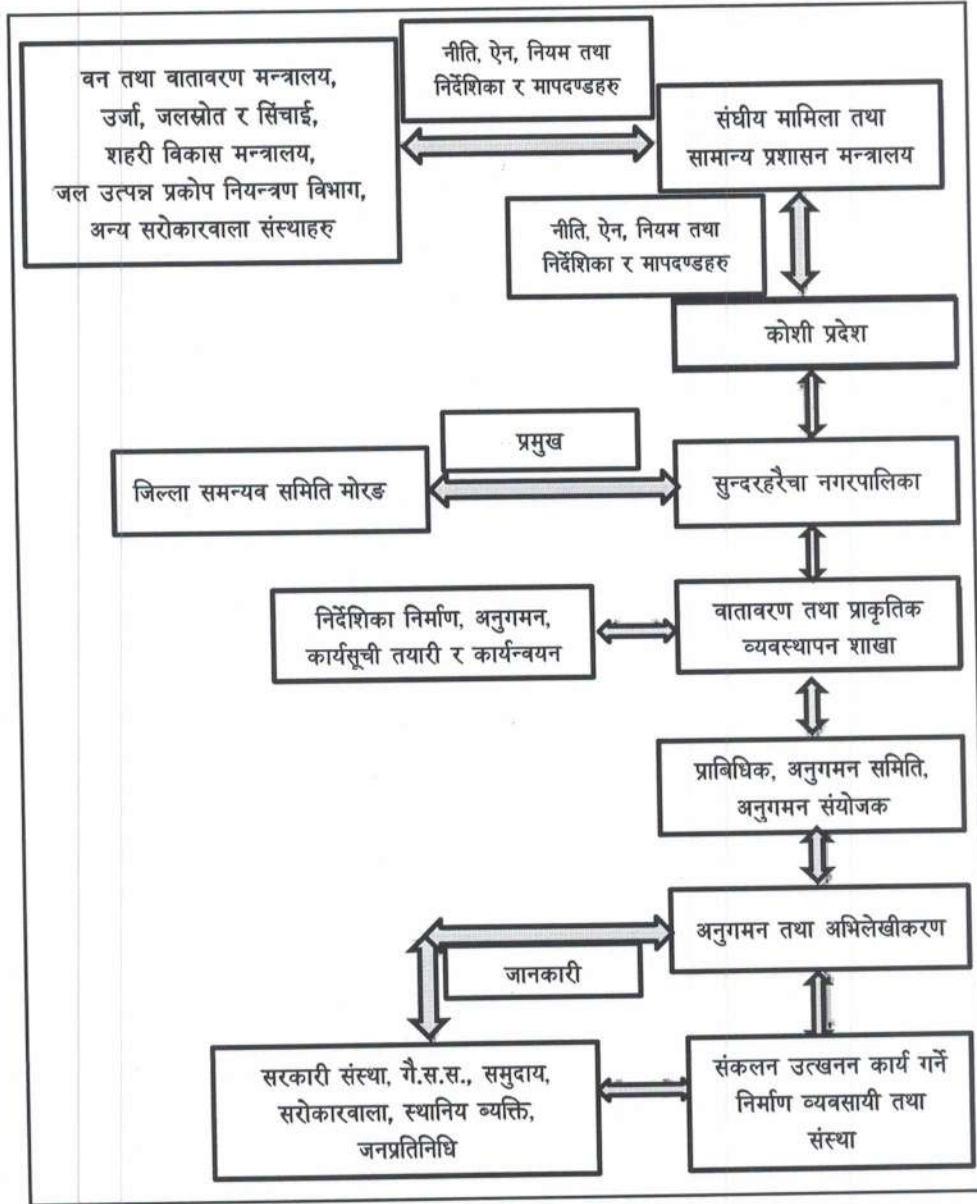 वन तथा वातावरण मन्त्रालय,
उर्जा, जलस्रोत र सिंचाई,
शहरी विकास मन्त्रालय,
जल उत्पन्न प्रकोप नियन्त्रण विभाग,
अन्य सरोकारवाला संस्थाहरु
नीति, ऐन, नियम तथा
निर्देशिका र मापदण्डहरु
संघीय मामिला तथा
सामान्य प्रशासन मन्त्रालय
नीति, ऐन, नियम तथा
निर्देशिका र मापदण्डहरु
कोशी प्रदेश
प्रमुख
जिल्ला समन्यव समिति मोरङ
सुन्दरहरैचा नगरपालिका
निर्देशिका निर्माण, अनुगमन,
कार्यसूची तयारी र कार्यन्वयन
वातावरण तथा प्राकृतिक
व्यवस्थापन शाखा
प्राबिधिक, अनुगमन समिति,
अनुगमन संयोजक
अनुगमन तथा अभिलेखीकरण
जानकारी
सरकारी संस्था, गै.स.स., समुदाय,
सरोकारवाला, स्थानिय व्यक्ति,
जनप्रतिनिधि
संकलन उत्खनन कार्य गर्ने
निर्माण व्यवसायी तथा
संस्था